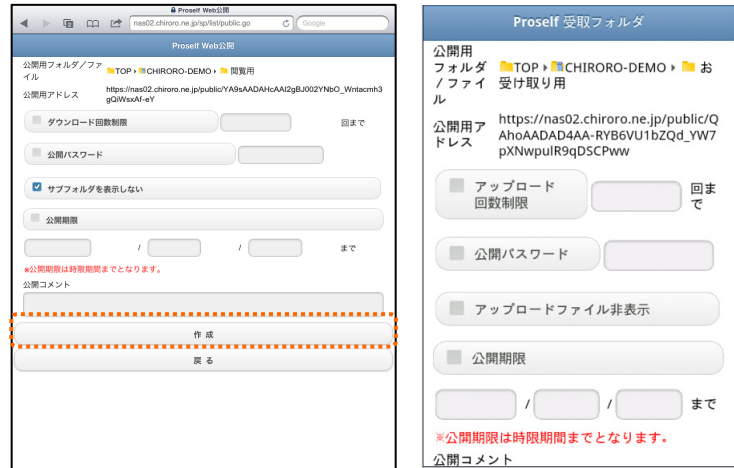 Proself Web公開
nas02.chiroro.ne.jp/sp/list/public.go
Google
Proself Web公開
公開用フォルダ／ファ
イル
TOP CHIRORO-DEMO 閲覧用
公開用アドレス
https://nas02.chiroro.ne.jp/public/YA9sAADAHcAAI2gBJ002YNbO_Wntacmh3
gQiWsxAf-eY
ダウンロード回数制限 回まで
公開パスワード
サブフォルダを表示しない
公開期限
/ / まで
※公開期限は時限期間までとなります。
公開コメント
作 成
戻 る
Proself 受取フォルダ
公開用
フォルダ
／ファイ
ル
TOP CHIRORO-DEMO お
受け取り用
公開用ア
ドレス
https://nas02.chiroro.ne.jp/public/Q
AhoAADAD4AA-RYB6VU1bZQd_YW7
pXNwpulR9qDSCPww
アップロード
回数制限
回ま
で
公開パスワード
アップロードファイル非表示
公開期限
/ / まで
※公開期限は時限期間までとなります。
公開コメント